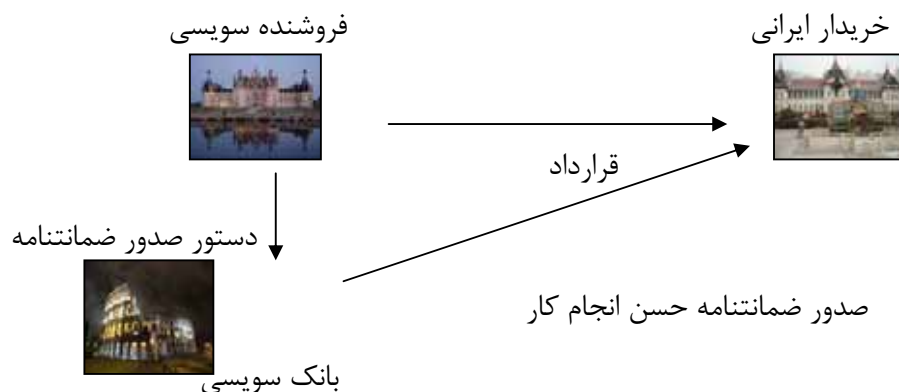 خریدار ایرانی
فروشنده سویسی
قرارداد
دستور صدور ضمانتنامه
صدور ضمانتنامه حسن انجام کار
بانک سویسی